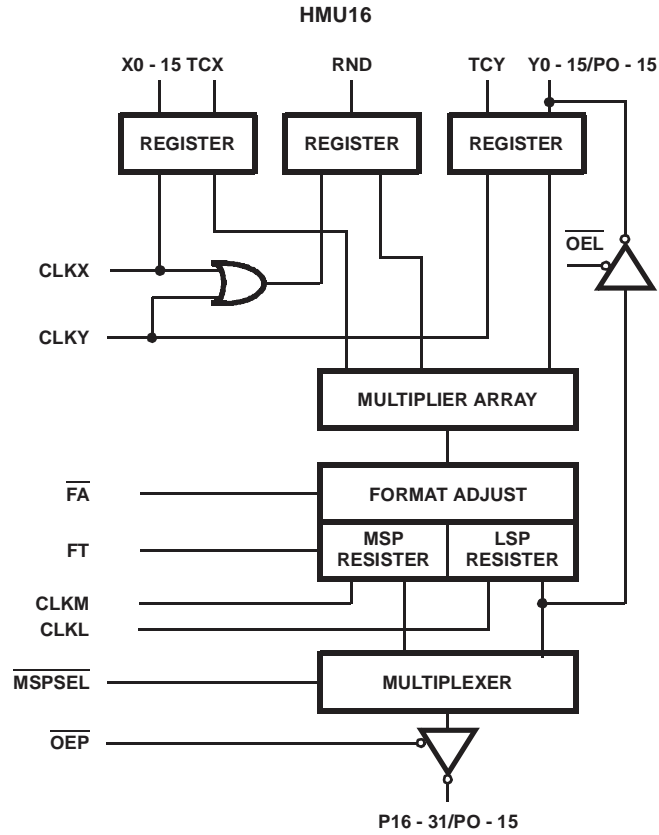 HMU16
X0 - 15 TCX
RND
TCY
Y0 - 15/PO - 15
REGISTER
REGISTER
REGISTER
OEL
CLKX
CLKY
MULTIPLIER ARRAY
FA
FORMAT ADJUST
FT
MSP
RESISTER
LSP
RESISTER
CLKM
CLKL
MSPSEL
MULTIPLEXER
OEP
P16 - 31/PO - 15